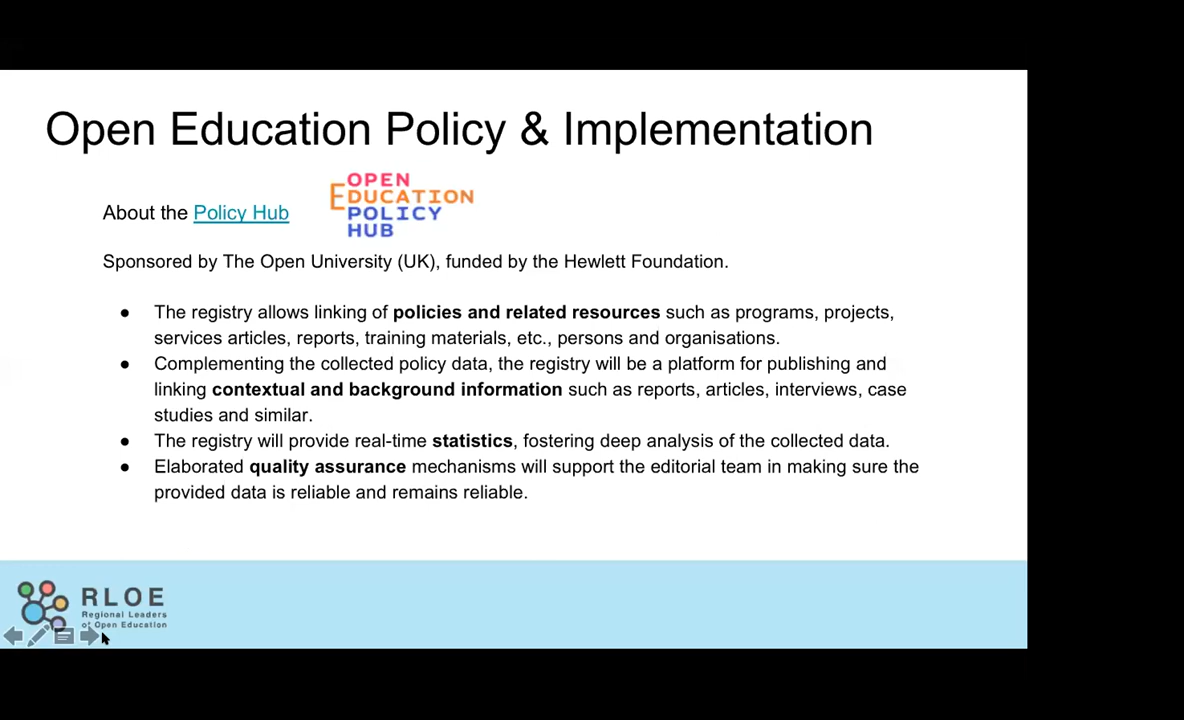 Open Education Policy & Implementation
About the Policy Hub
OPEN
EDUCATION
POLICY
HUB
Sponsored by The Open University (UK), funded by the Hewlett Foundation.
● The registry allows linking of policies and related resources such as programs, projects,
services articles, reports, training materials, etc., persons and organisations.
● Complementing the collected policy data, the registry will be a platform for publishing and
linking contextual and background information such as reports, articles, interviews, case
studies and similar.
● The registry will provide real-time statistics, fostering deep analysis of the collected data.
● Elaborated quality assurance mechanisms will support the editorial team in making sure the
provided data is reliable and remains reliable.
RLOE
Regional Leaders
of Open Education